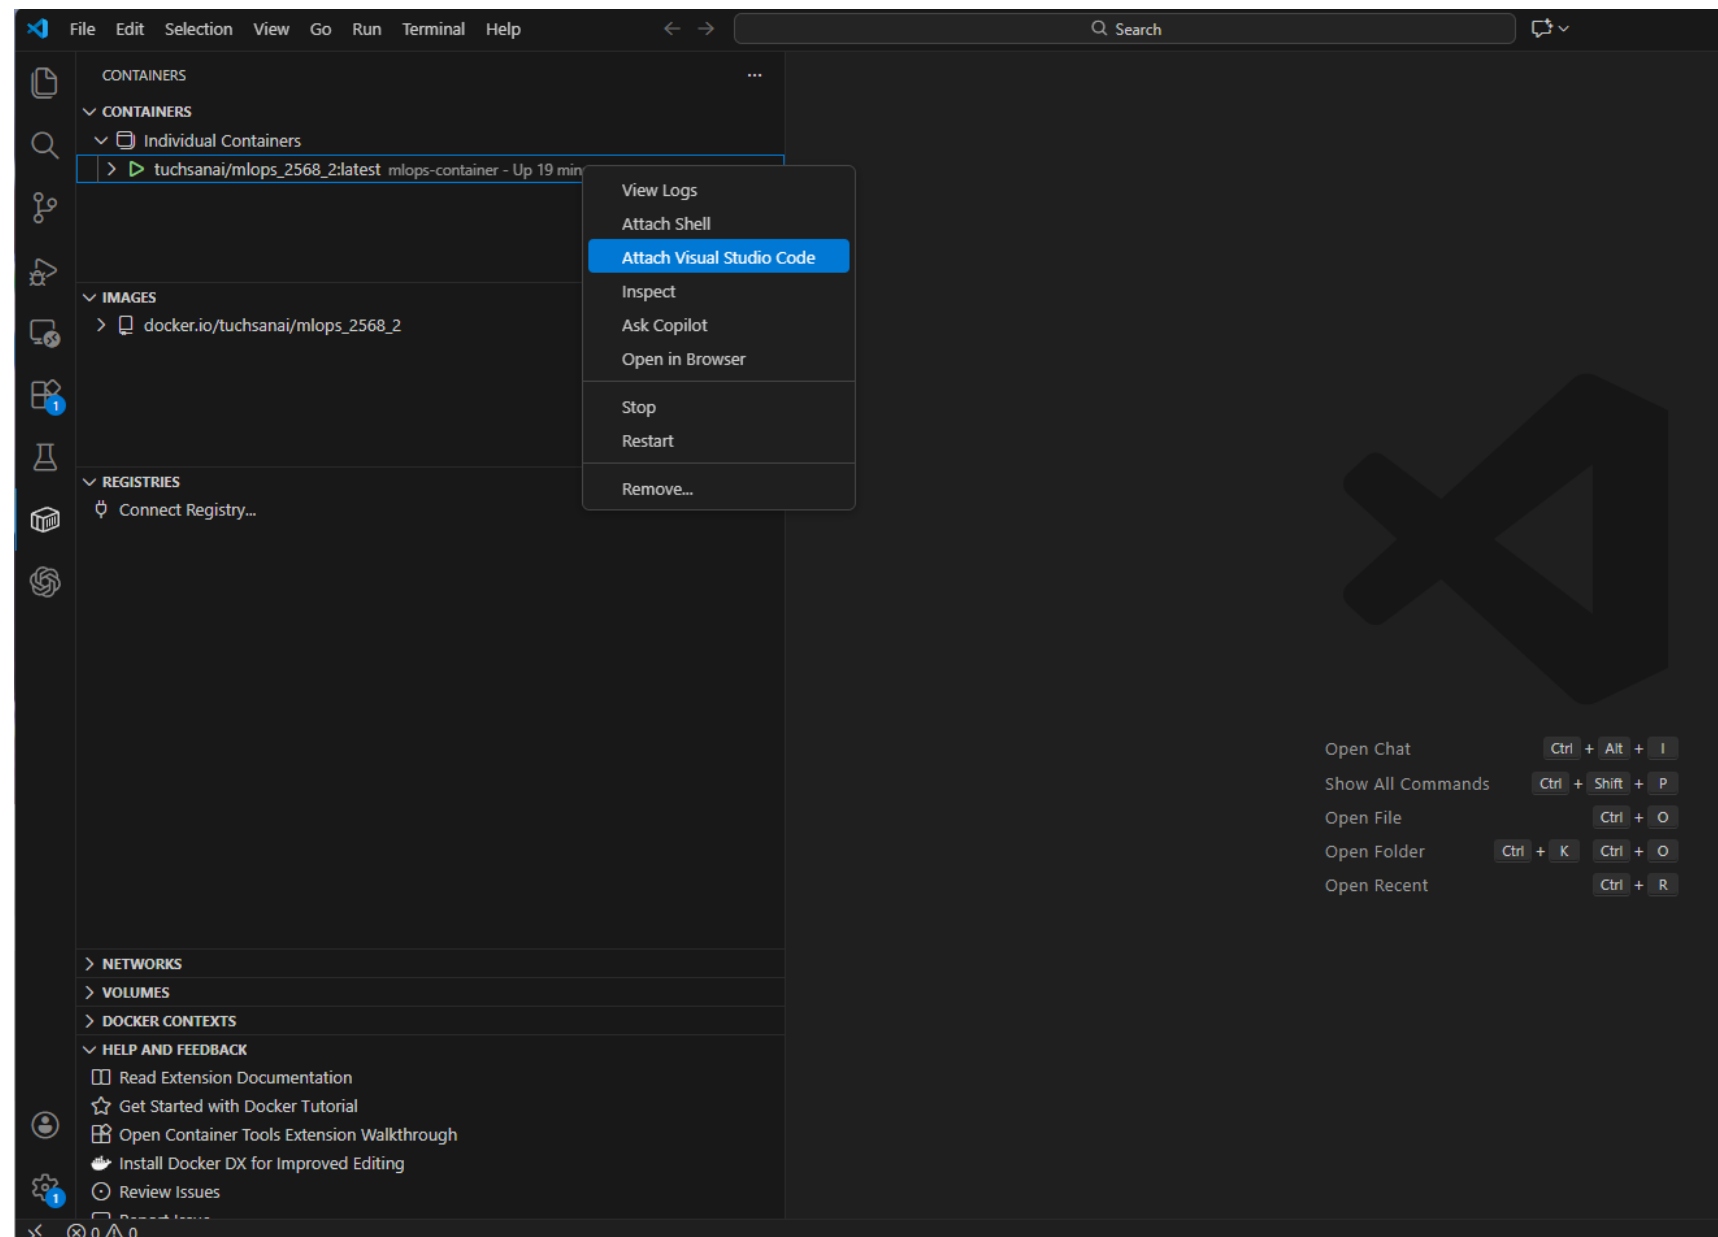 File Edit Selection View Go Run Terminal Help
Search
CONTAINERS
CONTAINERS
Individual Containers
tuchsanai/mlops_2568_2:latest mlops-container - Up 19 min
View Logs
Attach Shell
Attach Visual Studio Code
Inspect
Ask Copilot
Open in Browser
Stop
Restart
Remove...
IMAGES
docker.io/tuchsanai/mlops_2568_2
1
REGISTRIES
Connect Registry...
Open Chat Ctrl + Alt + I
Show All Commands Ctrl + Shift + P
Open File Ctrl + O
Open Folder Ctrl + K Ctrl + O
Open Recent Ctrl + R
NETWORKS
VOLUMES
DOCKER CONTEXTS
HELP AND FEEDBACK
Read Extension Documentation
Get Started with Docker Tutorial
Open Container Tools Extension Walkthrough
Install Docker DX for Improved Editing
Review Issues
1
Report Issue
0 0